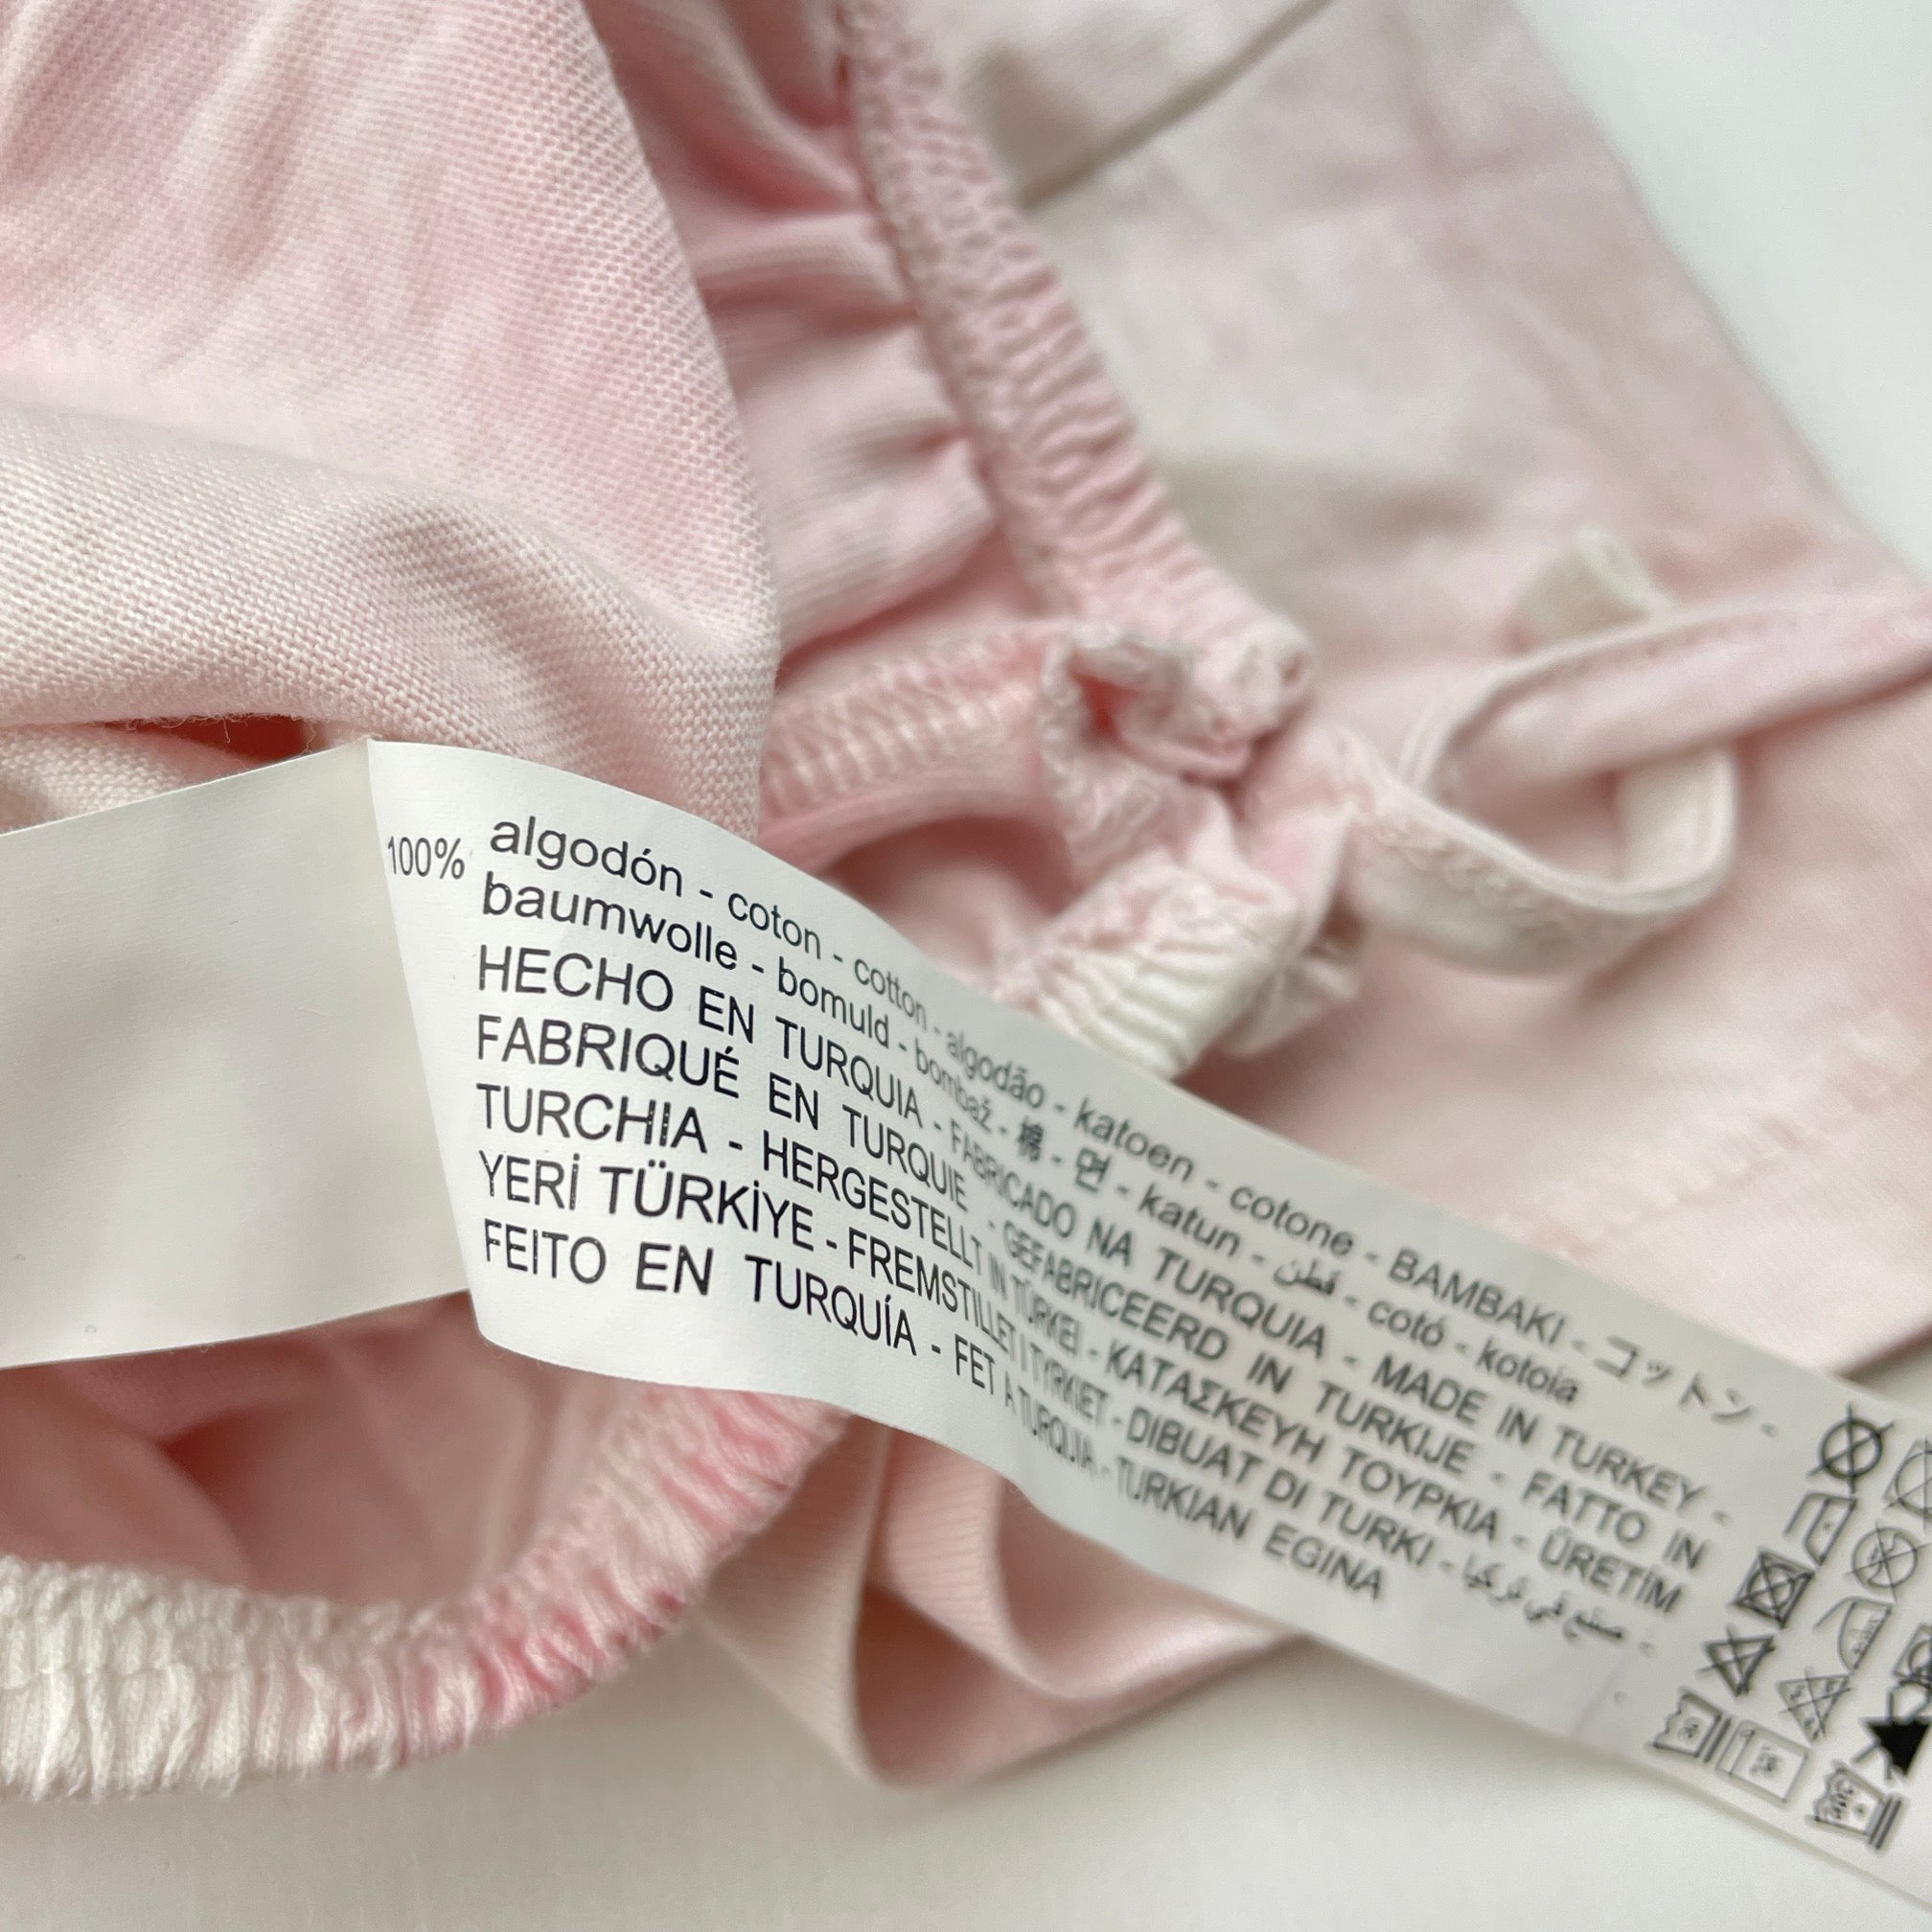 100% algodón - coton - cotton - algodão - katoen - cotone - BAMBAKI - コットン -
baumwolle - bomuld - bombaž - 棉 - 면 - katun - قطن - cotó - kotoia
HECHO EN TURQUIA - FABRICADO NA TURQUIA - MADE IN TURKEY -
FABRIQUÉ EN TURQUIE - GEFABRICEERD IN TURKIJE - FATTO IN
TURCHIA - HERGESTELLT IN TÜRKEI - ΚΑΤΑΣΚΕΥΗ ΤΟΥΡΚΙΑ - ÜRETİM
YERİ TÜRKİYE - FREMSTILLET I TYRKIET - DIBUAT DI TURKI - صنع في تركيا -
FEITO EN TURQUÍA - FET A TURQUIA - TURKIAN EGINA